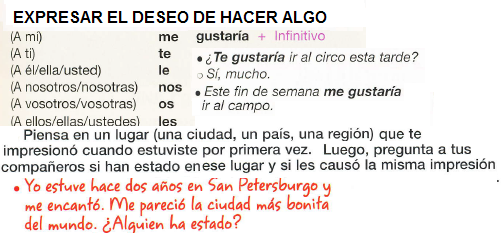 EXPRESAR EL DESEO DE HACER ALGO
(A mi) me gustaría + Infinitivo
(A ti) te • ¿Te gustaría ir al circo esta tarde?
(A él/ella/usted) le ○ Sí, mucho.
(A nosotros/nosotras) nos • Este fin de semana me gustaría
(A vosotros/vosotras) os ir al campo.
(A ellos/ellas/ustedes) les
Piensa en un lugar (una ciudad, un país, una región) que te
impresionó cuando estuviste por primera vez. Luego, pregunta a tus
compañeros si han estado enese lugar y si les causó la misma impresión
• Yo estuve hace dos años en San Petersburgo y
me encantó. Me pareció la ciudad más bonita
del mundo. ¿Alguien ha estado?